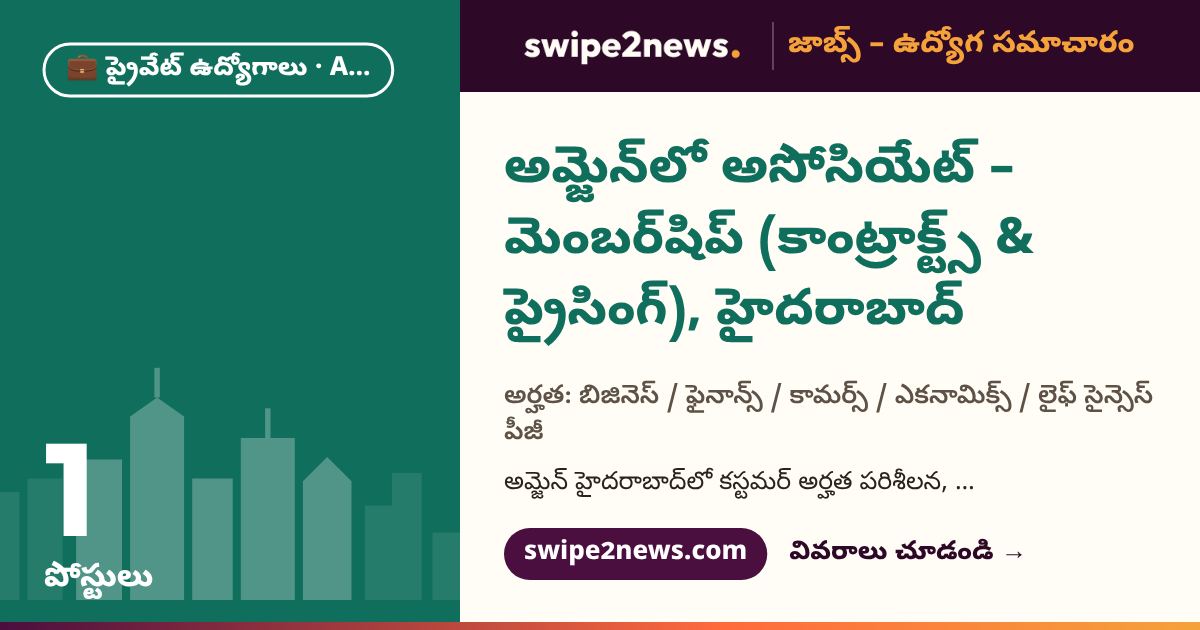 💼 ప్రైవేట్ ఉద్యోగాలు · A...
swipe2news. జాబ్స్ – ఉద్యోగ సమాచారం
అమ్జెన్‌లో అసోసియేట్ –
మెంబర్‌షిప్ (కాంట్రాక్ట్స్ &
ప్రైసింగ్), హైదరాబాద్
అర్హత: బిజినెస్ / ఫైనాన్స్ / కామర్స్ / ఎకనామిక్స్ / లైఫ్ సైన్సెస్
పీజీ
అమ్జెన్ హైదరాబాద్‌లో కస్టమర్ అర్హత పరిశీలన, ...
swipe2news.com వివరాలు చూడండి →
1
పోస్టులు